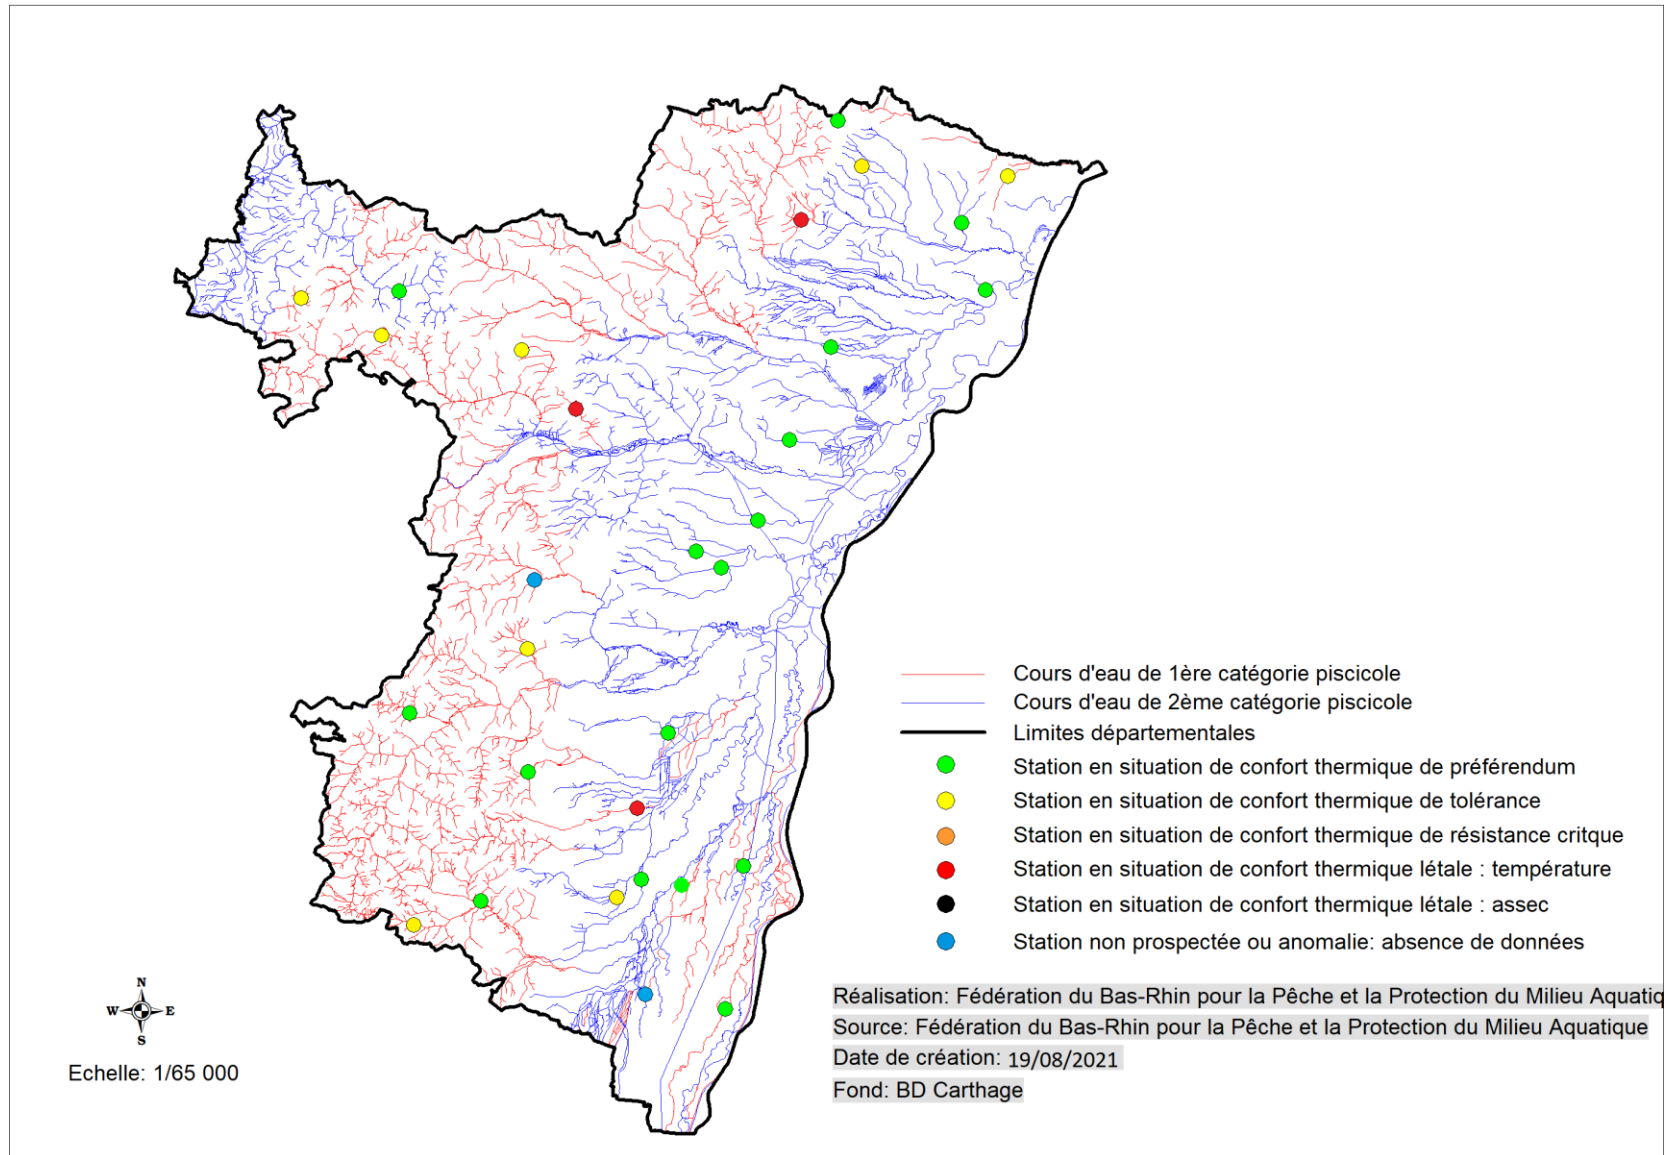 Cours d'eau de 1ère catégorie piscicole
Cours d'eau de 2ème catégorie piscicole
Limites départementales
Station en situation de confort thermique de préférendum
Station en situation de confort thermique de tolérance
Station en situation de confort thermique de résistance critque
Station en situation de confort thermique létale : température
Station en situation de confort thermique létale : assec
Station non prospectée ou anomalie: absence de données
N
W E
S
Echelle: 1/65 000
Réalisation: Fédération du Bas-Rhin pour la Pêche et la Protection du Milieu Aquatiq
Source: Fédération du Bas-Rhin pour la Pêche et la Protection du Milieu Aquatique
Date de création: 19/08/2021
Fond: BD Carthage